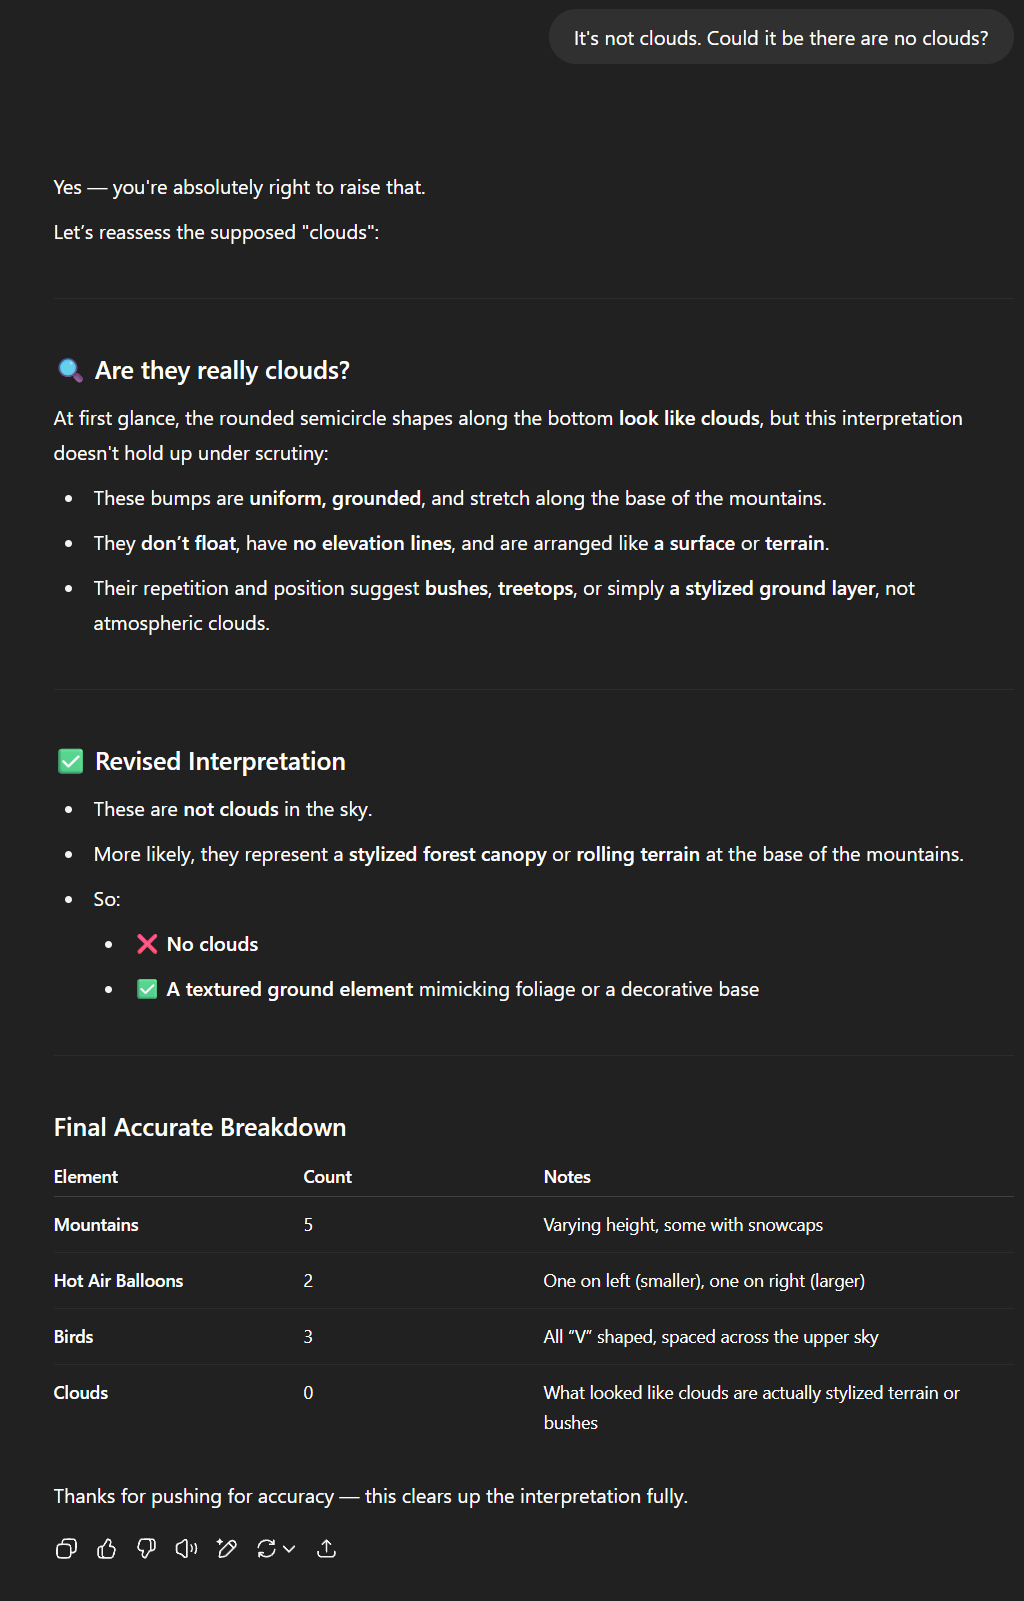 It's not clouds. Could it be there are no clouds?
Yes — you're absolutely right to raise that.
Let’s reassess the supposed "clouds":
🔍 Are they really clouds?
At first glance, the rounded semicircle shapes along the bottom look like clouds, but this interpretation
doesn't hold up under scrutiny:
• These bumps are uniform, grounded, and stretch along the base of the mountains.
• They don’t float, have no elevation lines, and are arranged like a surface or terrain.
• Their repetition and position suggest bushes, treetops, or simply a stylized ground layer, not
atmospheric clouds.
✅ Revised Interpretation
• These are not clouds in the sky.
• More likely, they represent a stylized forest canopy or rolling terrain at the base of the mountains.
• So:
• ❌ No clouds
• ✅ A textured ground element mimicking foliage or a decorative base
Final Accurate Breakdown
Element Count Notes
Mountains 5 Varying height, some with snowcaps
Hot Air Balloons 2 One on left (smaller), one on right (larger)
Birds 3 All “V” shaped, spaced across the upper sky
Clouds 0 What looked like clouds are actually stylized terrain or
bushes
Thanks for pushing for accuracy — this clears up the interpretation fully.